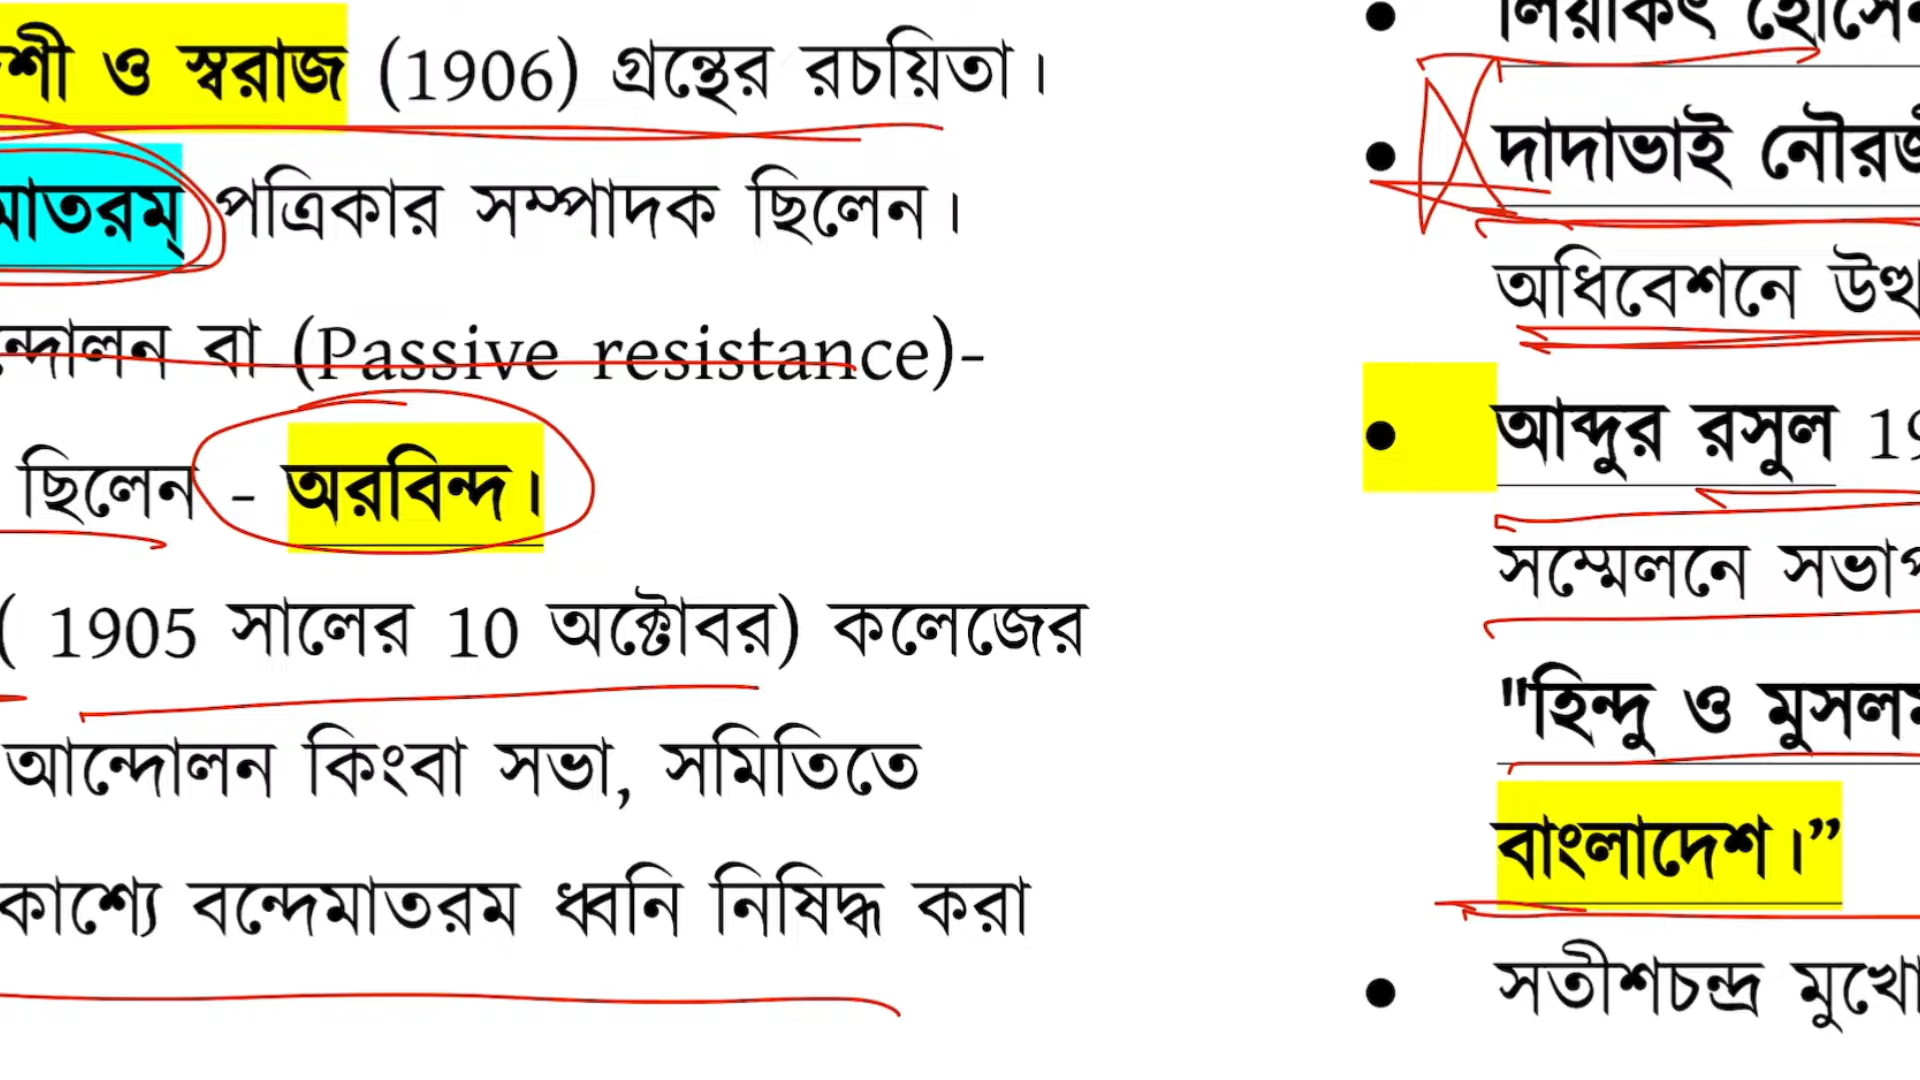 ও স্বরাজ (1906) গ্রন্থের রচয়িতা।
পত্রিকার সম্পাদক ছিলেন।
বা (Passive resistance)-
ছিলেন - অরবিন্দ।
( 1905 সালের 10 অক্টোবর) কলেজের
আন্দোলন কিংবা সভা, সমিতিতে
বন্দেমাতরম ধ্বনি নিষিদ্ধ করা
• দাদাভাই
অধিবেশনে
• আব্দুর রসুল
সম্মেলনে
"হিন্দু ও
বাংলাদেশ।”
• সতীশচন্দ্র